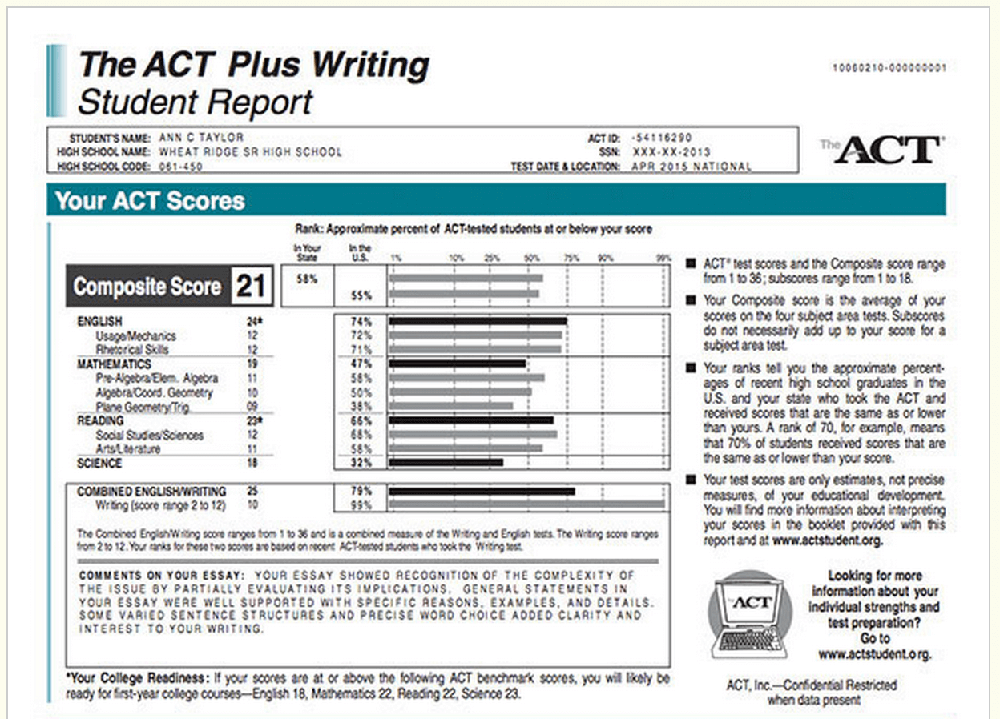 The ACT Plus Writing
Student Report
10060210-000000001
STUDENT'S NAME: ANN C TAYLOR
HIGH SCHOOL NAME: WHEAT RIDGE SR HIGH SCHOOL
HIGH SCHOOL CODE: 061-450
ACT ID: -54116290
SSN: XXX-XX-2013
TEST DATE & LOCATION: APR 2015 NATIONAL
The ACT®
Your ACT Scores
Rank: Approximate percent of ACT-tested students at or below your score
In Your State
In the U.S.
1% 10% 25% 50% 75% 90% 99%
Composite Score 21 58% 55%
ENGLISH 24* 74%
Usage/Mechanics 12 72%
Rhetorical Skills 12 71%
MATHEMATICS 19 47%
Pre-Algebra/Elem. Algebra 11 58%
Algebra/Coord. Geometry 10 50%
Plane Geometry/Trig. 09 38%
READING 23* 66%
Social Studies/Sciences 12 68%
Arts/Literature 11 58%
SCIENCE 18 32%
COMBINED ENGLISH/WRITING 25 79%
Writing (score range 2 to 12) 10 99%
The Combined English/Writing score ranges from 1 to 36 and is a combined measure of the Writing and English tests. The Writing score ranges
from 2 to 12. Your ranks for these two scores are based on recent ACT-tested students who took the Writing test.
COMMENTS ON YOUR ESSAY: YOUR ESSAY SHOWED RECOGNITION OF THE COMPLEXITY OF
THE ISSUE BY PARTIALLY EVALUATING ITS IMPLICATIONS. GENERAL STATEMENTS IN
YOUR ESSAY WERE WELL SUPPORTED WITH SPECIFIC REASONS, EXAMPLES, AND DETAILS.
SOME VARIED SENTENCE STRUCTURES AND PRECISE WORD CHOICE ADDED CLARITY AND
INTEREST TO YOUR WRITING.
*Your College Readiness: If your scores are at or above the following ACT benchmark scores, you will likely be
ready for first-year college courses—English 18, Mathematics 22, Reading 22, Science 23.
■ ACT® test scores and the Composite score range
from 1 to 36; subscores range from 1 to 18.
■ Your Composite score is the average of your
scores on the four subject area tests. Subscores
do not necessarily add up to your score for a
subject area test.
■ Your ranks tell you the approximate percent-
ages of recent high school graduates in the
U.S. and your state who took the ACT and
received scores that are the same as or lower
than yours. A rank of 70, for example, means
that 70% of students received scores that are
the same as or lower than your score.
■ Your test scores are only estimates, not precise
measures, of your educational development.
You will find more information about interpreting
your scores in the booklet provided with this
report and at www.actstudent.org.
The ACT
Looking for more
information about your
individual strengths and
test preparation?
Go to
www.actstudent.org.
ACT, Inc.—Confidential Restricted
when data present